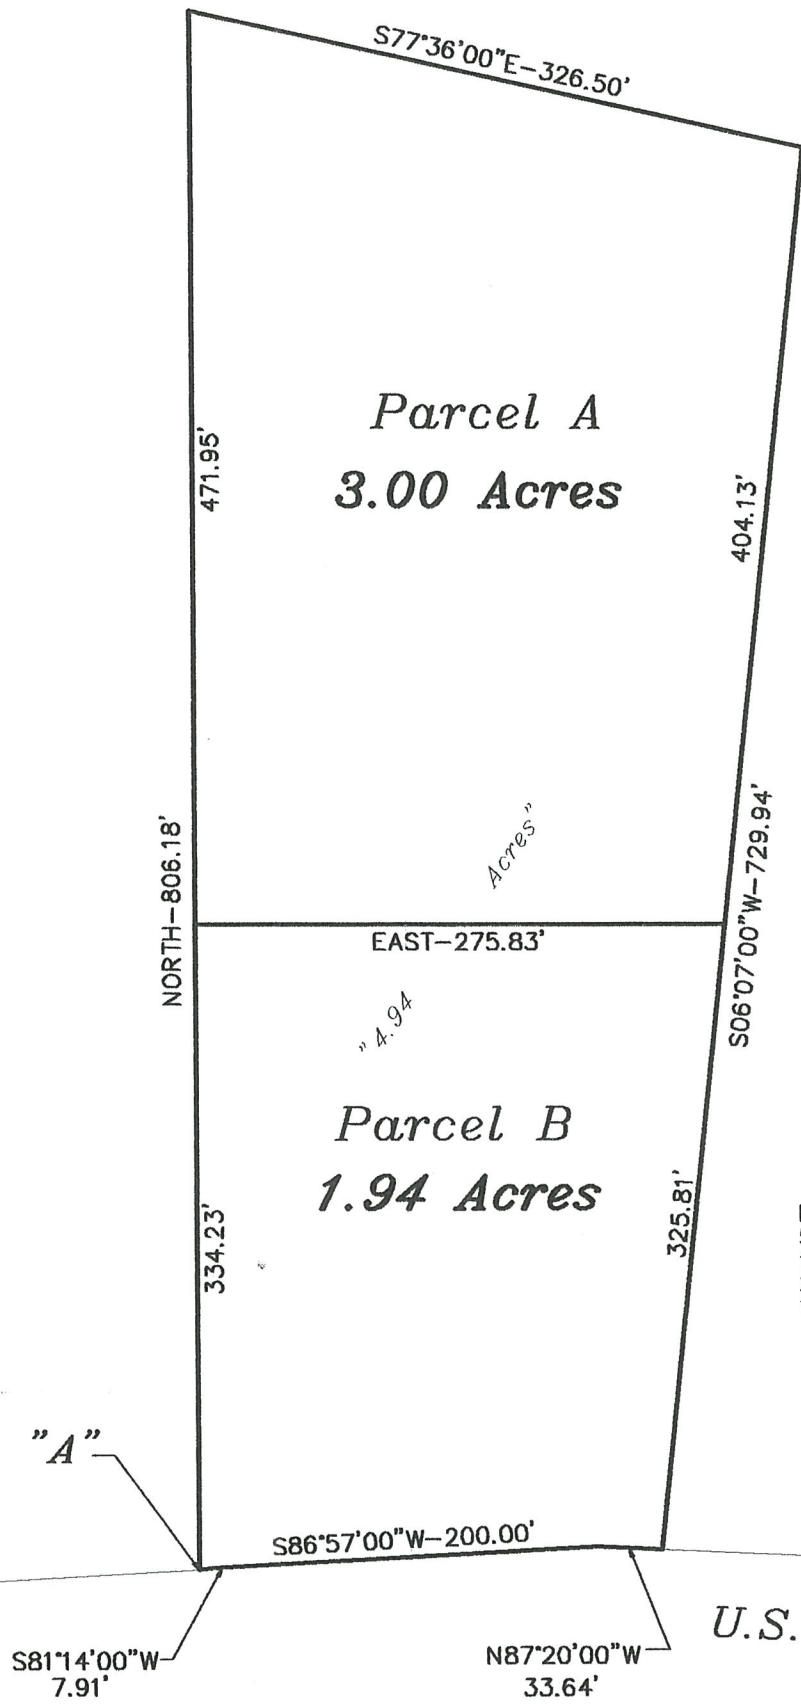 S77°36'00"E-326.50'
Parcel A
3.00 Acres
471.95'
404.13'
NORTH-806.18'
Acres"
EAST-275.83'
S06°07'00"W-729.94'
"4.94
Parcel B
1.94 Acres
334.23'
325.81'
"A"
S86°57'00"W-200.00'
U.S.
S81°14'00"W
7.91'
N87°20'00"W
33.64'